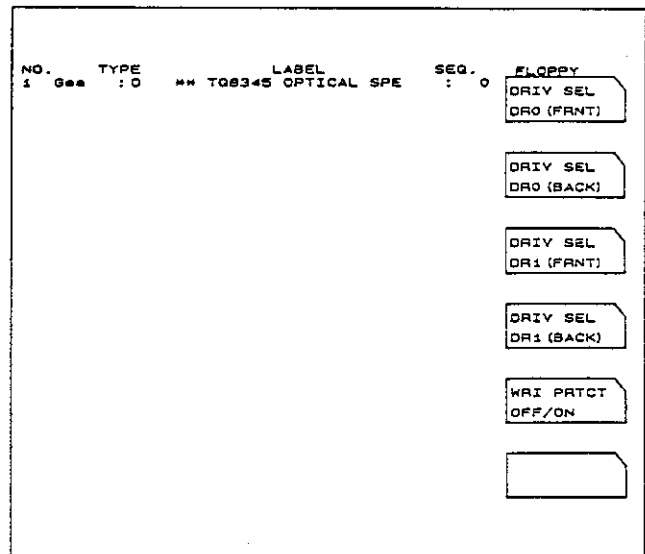 NO. TYPE LABEL SEQ. FLOPPY
1 Gee :0 ** TQ8345 OPTICAL SPE : 0
DRIV SEL
DR0 (FRNT)
DRIV SEL
DR0 (BACK)
DRIV SEL
DR1 (FRNT)
DRIV SEL
DR1 (BACK)
WRI PRTCT
OFF/ON